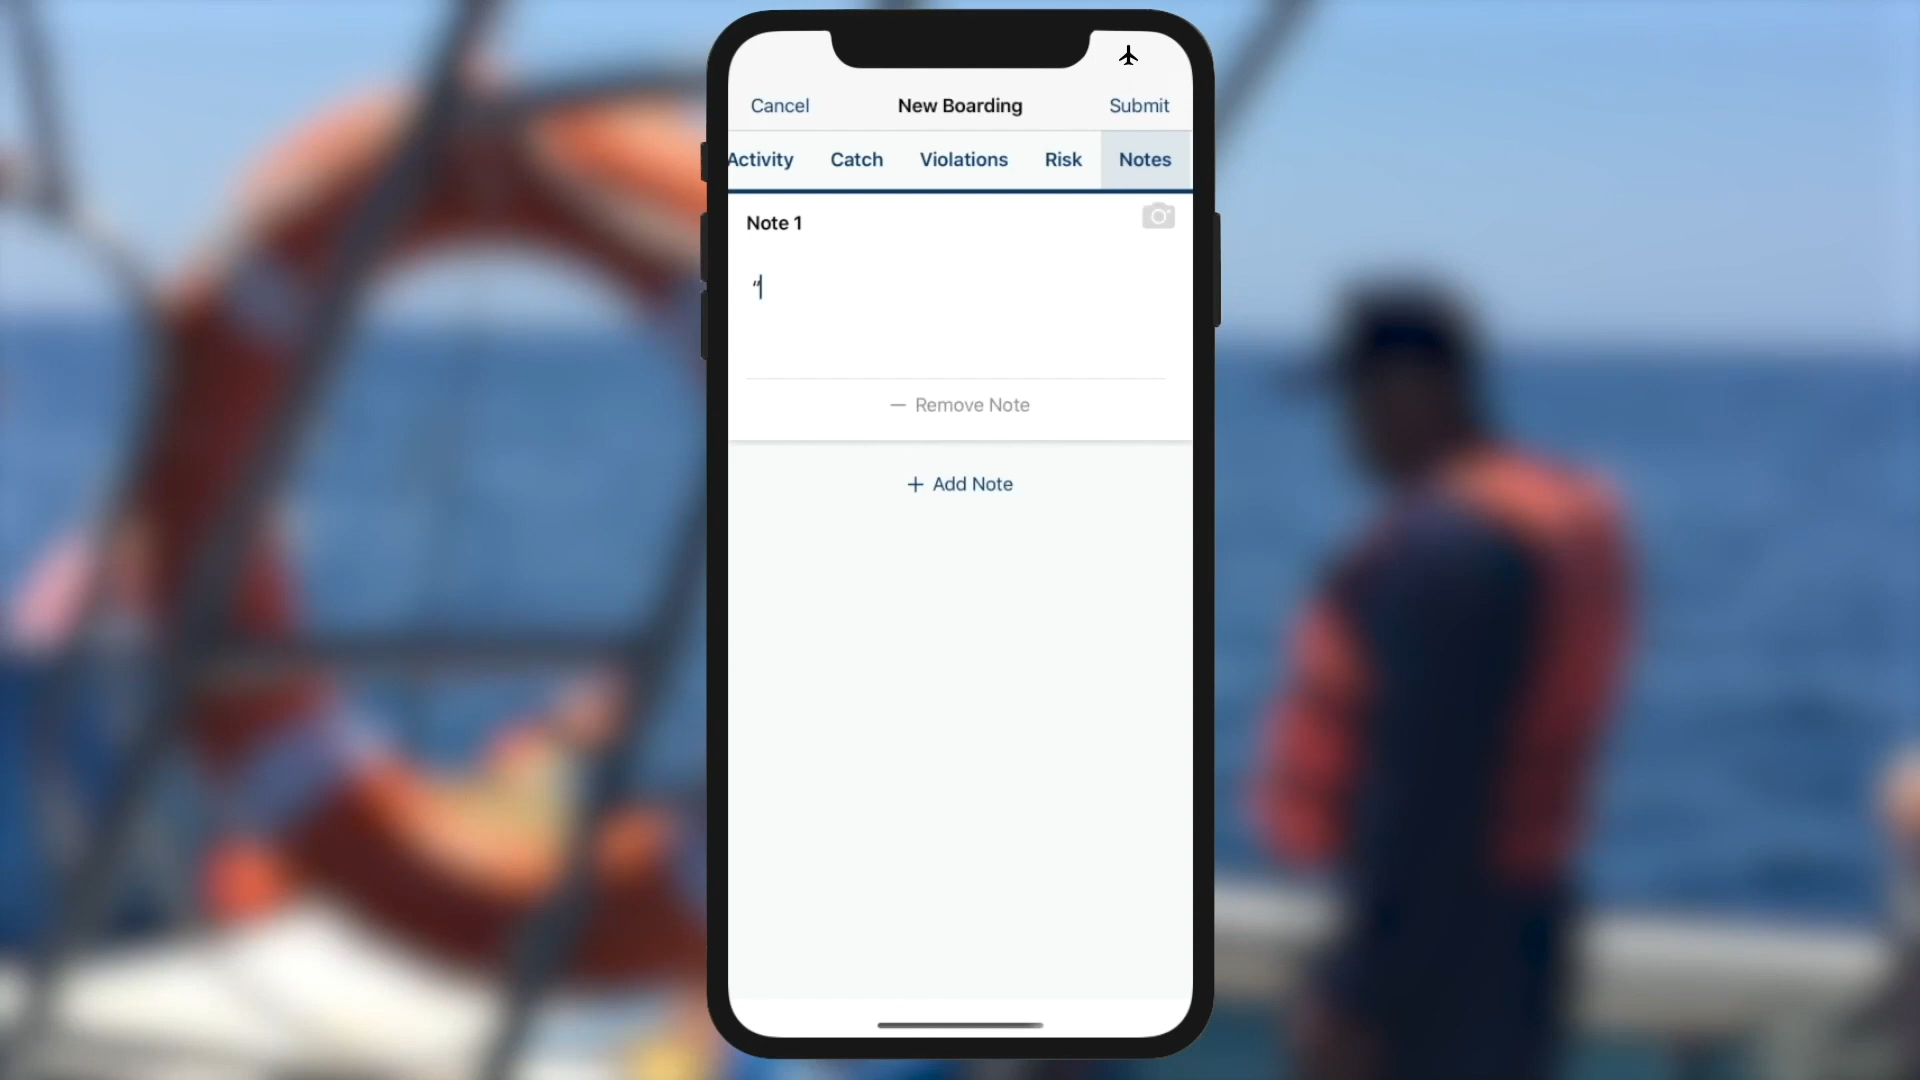 Cancel New Boarding Submit
Activity Catch Violations Risk Notes
Note 1
“
— Remove Note
+ Add Note